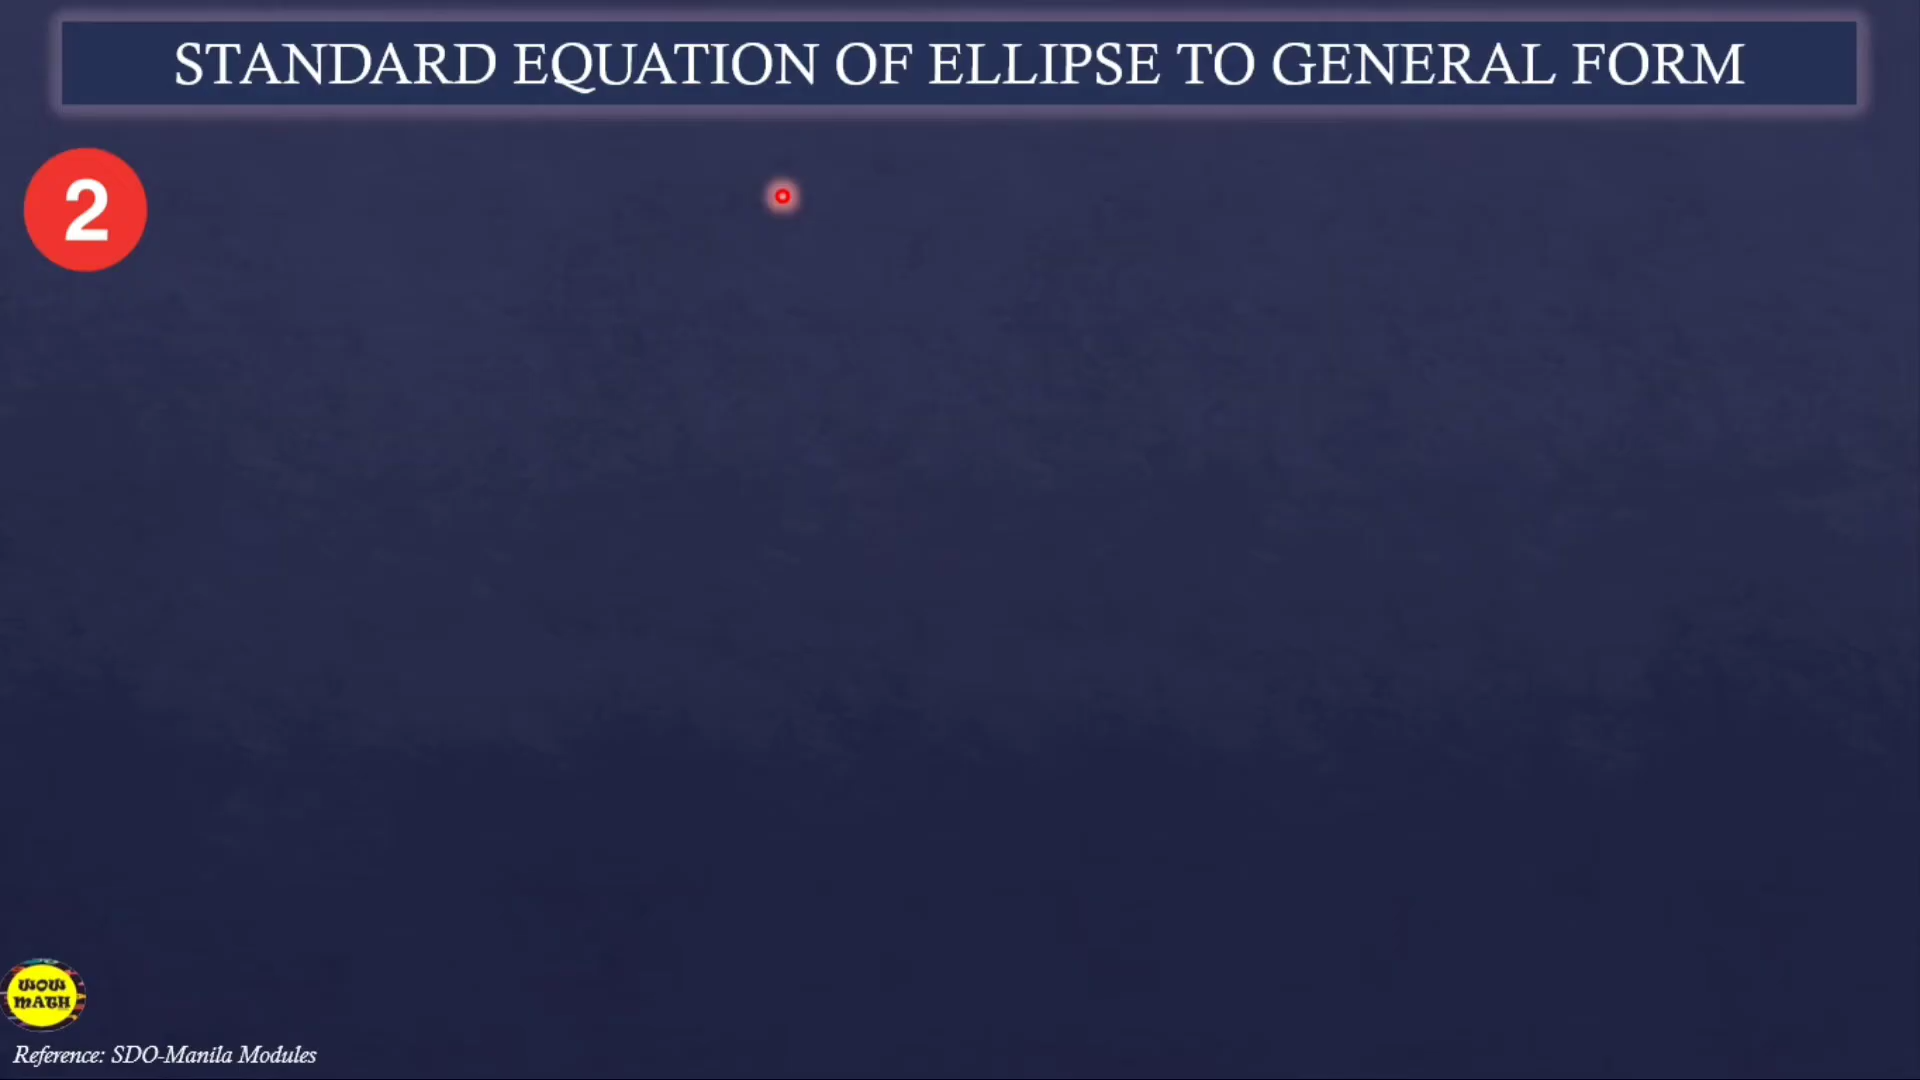 STANDARD EQUATION OF ELLIPSE TO GENERAL FORM
2
WOW
MATH
Reference: SDO-Manila Modules